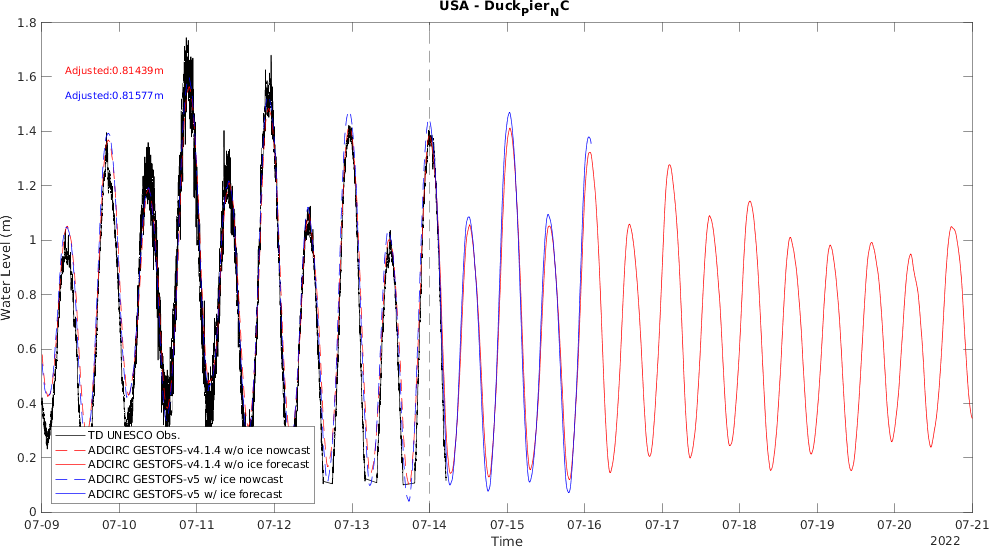 USA - DuckPierNC
1.8
1.6
1.4
1.2
1
0.8
0.6
0.4
0.2
0
Water Level (m)
Adjusted:0.81439m
Adjusted:0.81577m
TD UNESCO Obs.
ADCIRC GESTOFS-v4.1.4 w/o ice nowcast
ADCIRC GESTOFS-v4.1.4 w/o ice forecast
ADCIRC GESTOFS-v5 w/ ice nowcast
ADCIRC GESTOFS-v5 w/ ice forecast
07-09 07-10 07-11 07-12 07-13 07-14 07-15 07-16 07-17 07-18 07-19 07-20 07-21
Time
2022